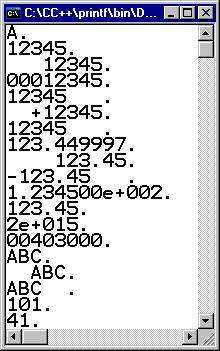 C:\CC++\printf\bin\D...
A.
12345.
   12345.
00012345.
12345   .
  +12345.
12345   .
123.449997.
    123.45.
-123.45   .
1.234500e+002.
123.45.
2e+015.
00403000.
ABC.
  ABC.
ABC  .
101.
41.